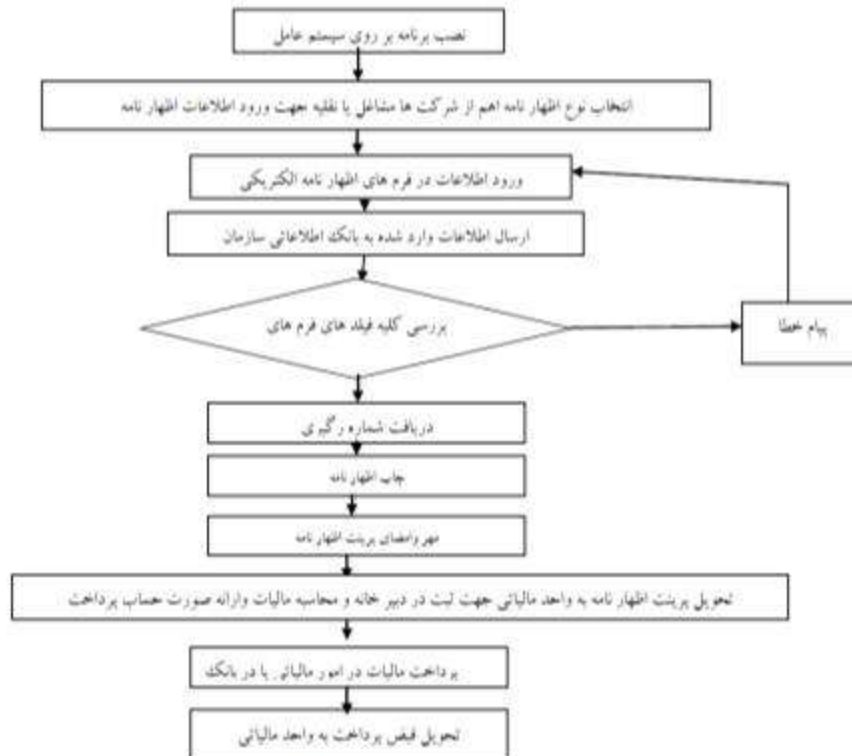 نصب برنامه بر روی سیستم عامل
انتخاب نوع اظهار نامه اهم از شرکت ها مشاغل یا نقلیه جهت ورود اطلاعات اظهار نامه
ورود اطلاعات در فرم های اظهار نامه الکتریکی
ارسال اطلاعات وارد شده به بانک اطلاعاتی سازمان
بررسی کلیه فیلد های فرم های
پیام خطا
دریافت شماره رگیری
چاپ اظهار نامه
مهر وامضای پرینت اظهار نامه
تحویل پرینت اظهار نامه به واحد مالیاتی جهت ثبت در دبیر خانه و محاسبه مالیات وارائه صورت حساب پرداخت
پرداخت مالیات در امور مالیاتی یا در بانک
تحویل قبض پرداخت به واحد مالیاتی